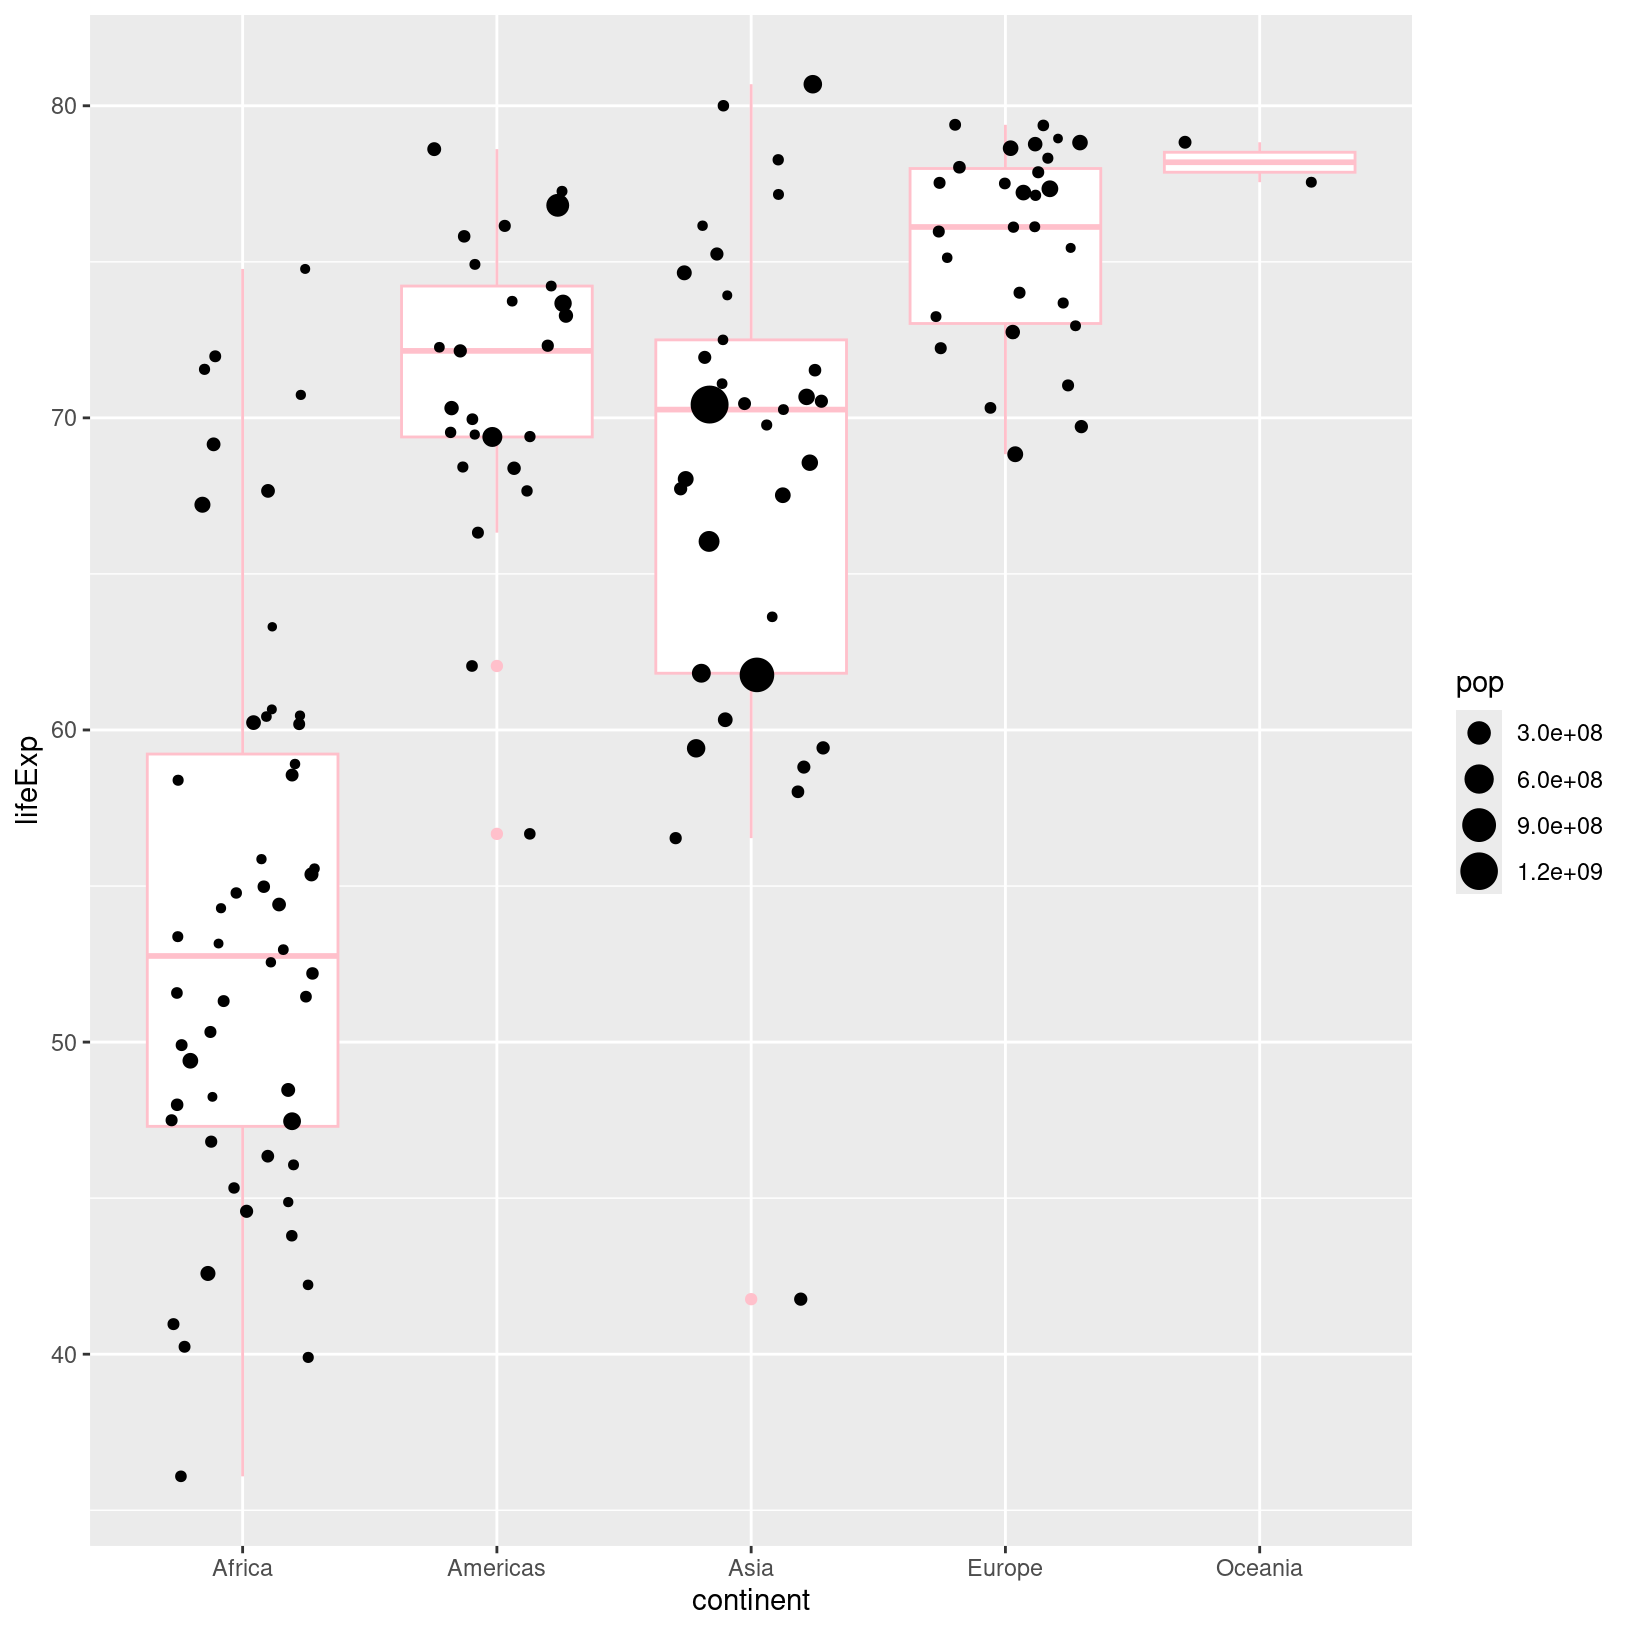 80
70
60
50
40
lifeExp
Africa
Americas
Asia
Europe
Oceania
continent
pop
3.0e+08
6.0e+08
9.0e+08
1.2e+09